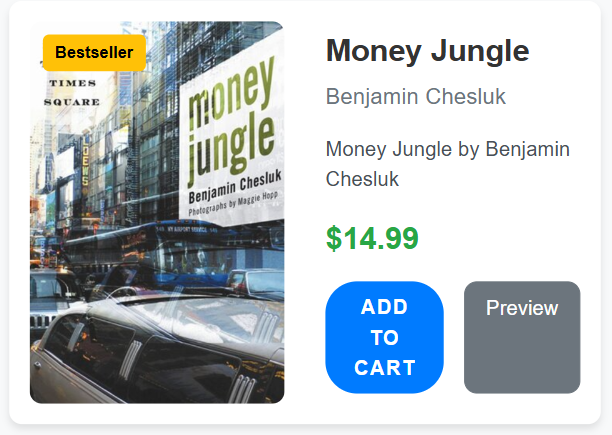 Bestseller
TIMES
SQUARE
LOEWS
money
jungle
Benjamin Chesluk
Photographs by Maggie Hopp
Money Jungle
Benjamin Chesluk
Money Jungle by Benjamin
Chesluk
$14.99
ADD
TO
CART
Preview